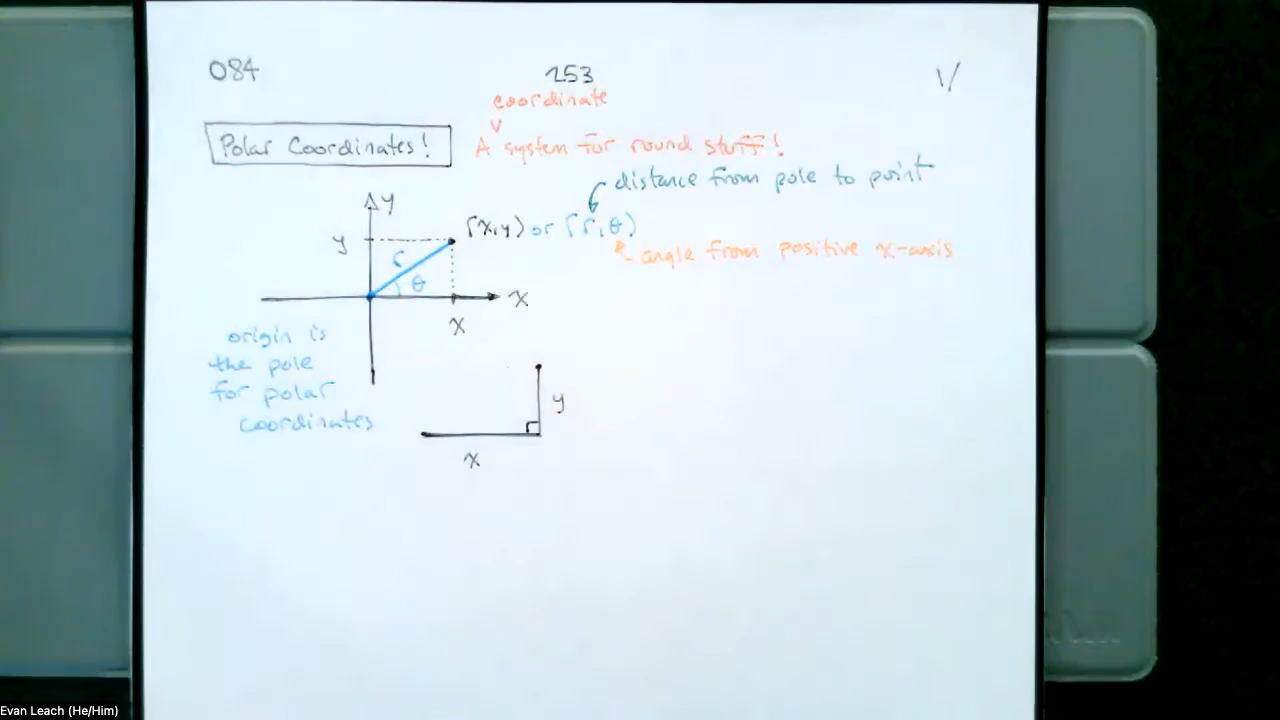 084 253 1/
coordinate
Polar Coordinates! A system for round stuff!
distance from pole to point
y
y (x,y) or (r,θ)
angle from positive x-axis
r
θ
x
x
origin is
the pole
for polar
coordinates
y
x
Evan Leach (He/Him)